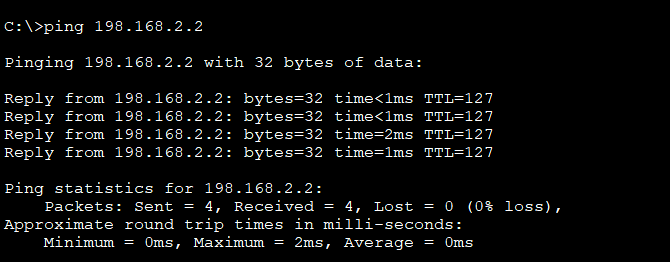 C:\>ping 198.168.2.2
Pinging 198.168.2.2 with 32 bytes of data:
Reply from 198.168.2.2: bytes=32 time<1ms TTL=127
Reply from 198.168.2.2: bytes=32 time<1ms TTL=127
Reply from 198.168.2.2: bytes=32 time=2ms TTL=127
Reply from 198.168.2.2: bytes=32 time=1ms TTL=127
Ping statistics for 198.168.2.2:
    Packets: Sent = 4, Received = 4, Lost = 0 (0% loss),
Approximate round trip times in milli-seconds:
    Minimum = 0ms, Maximum = 2ms, Average = 0ms